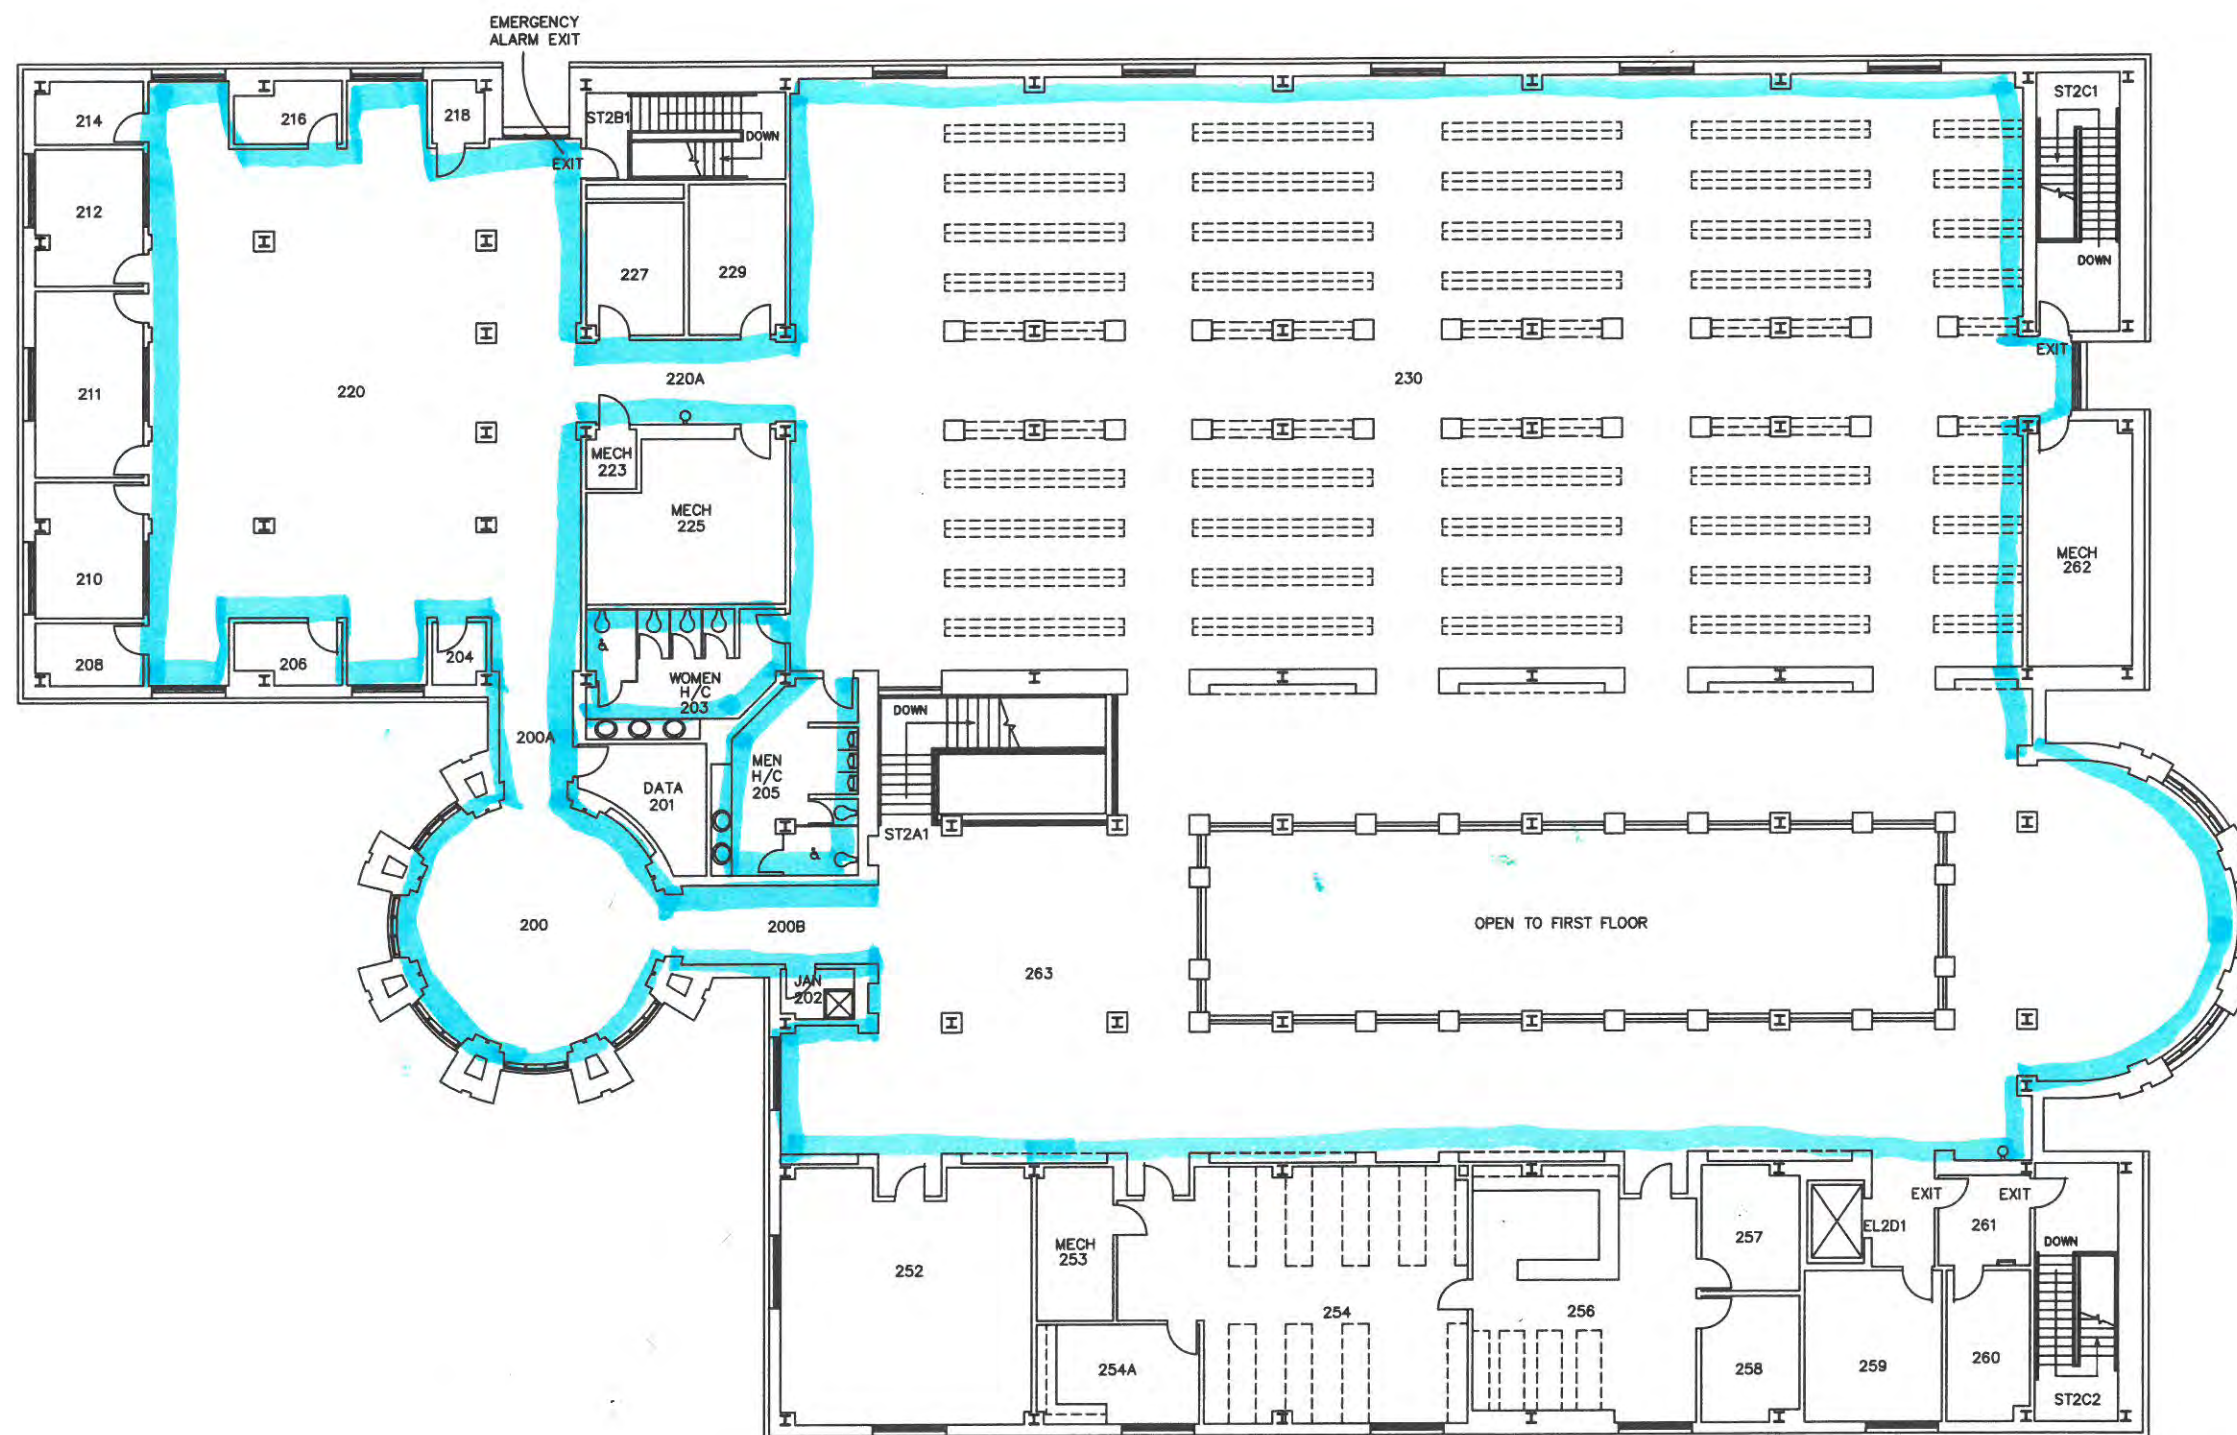 EMERGENCY
ALARM EXIT
214
216
218
ST2B1
DOWN
EXIT
ST2C1
DOWN
212
227
229
EXIT
211
220
220A
230
MECH
223
MECH
225
210
MECH
262
208
206
204
WOMEN
H/C
203
200A
DOWN
MEN
H/C
205
DATA
201
ST2A1
200
200B
OPEN TO FIRST FLOOR
263
JAN
202
252
MECH
253
254
254A
256
257
258
EL2D1
EXIT
EXIT
261
DOWN
259
260
ST2C2